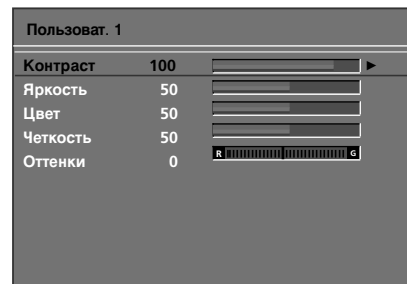 Пользоват. 1
Контраст 100
Яркость 50
Цвет 50
Четкость 50
Оттенки 0 R G